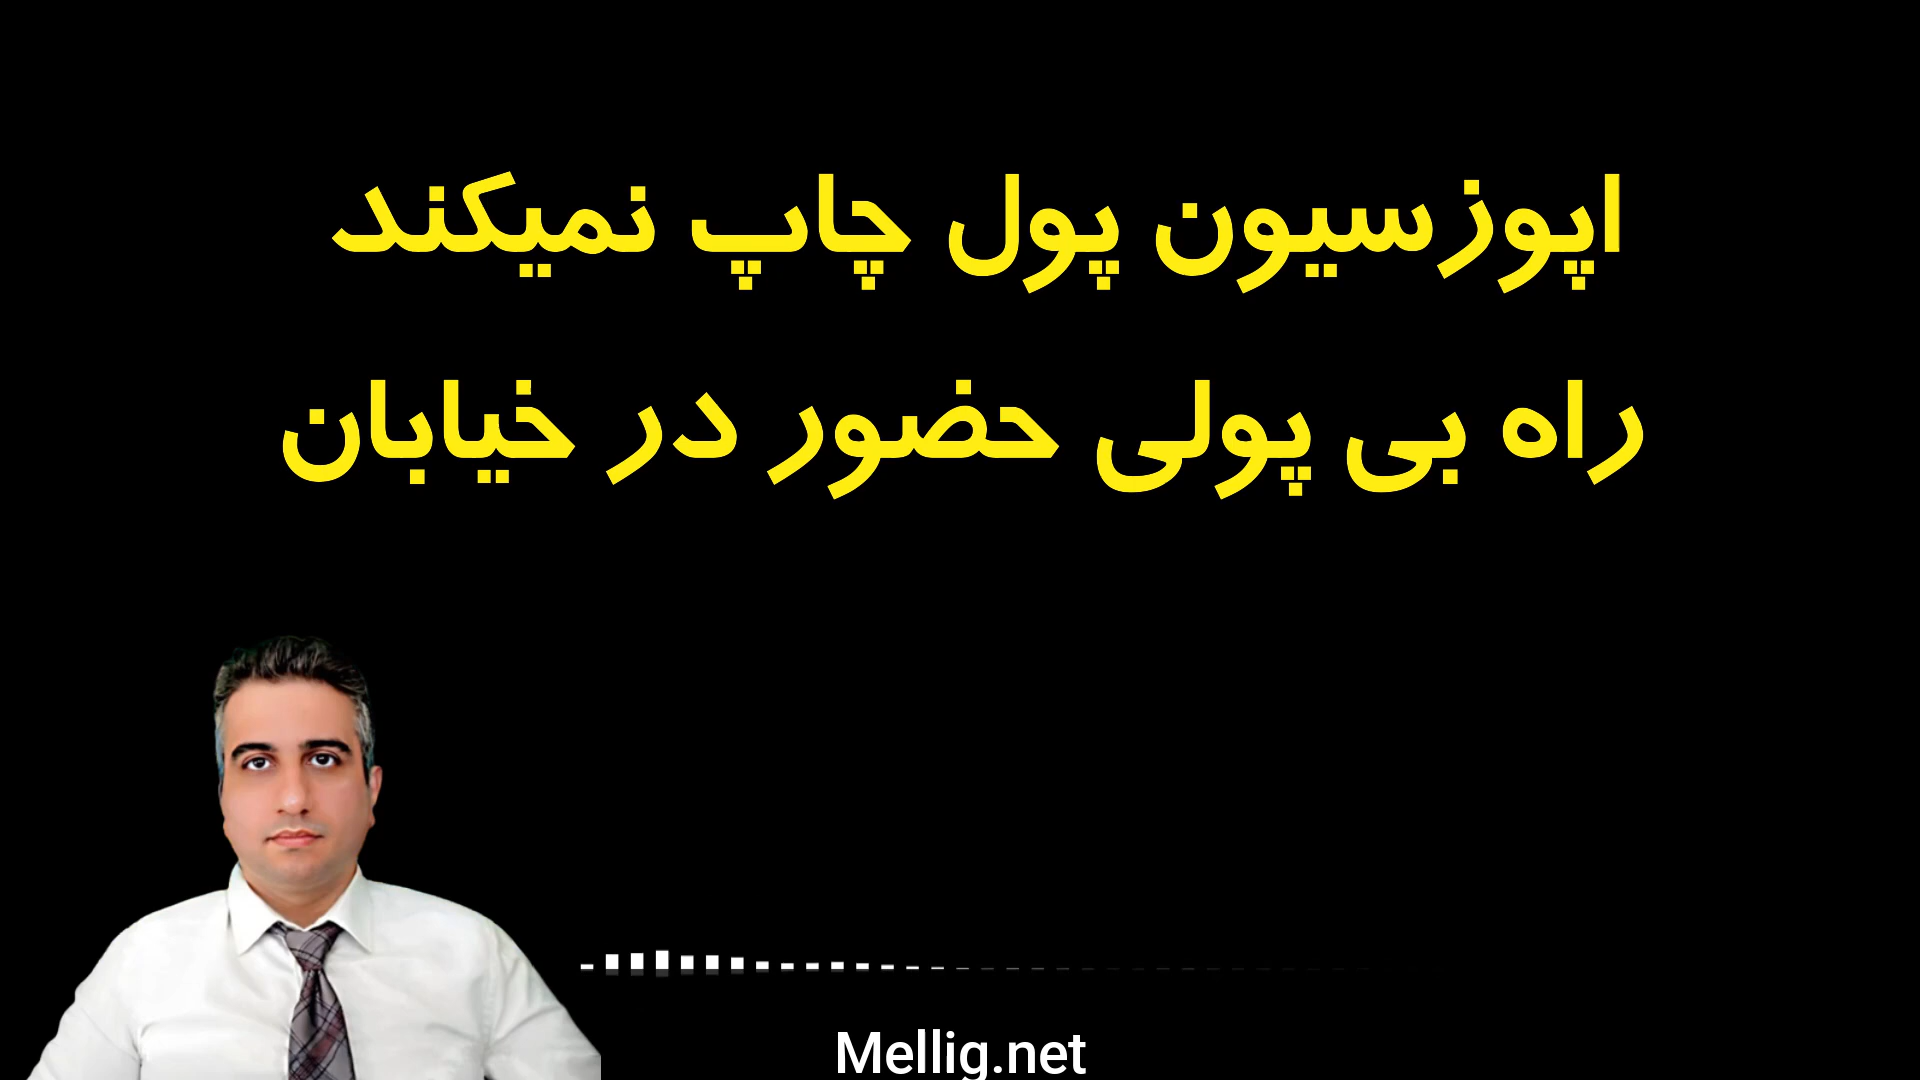 اپوزسیون پول چاپ نمیکند
راه بی پولی حضور در خیابان
Mellig.net